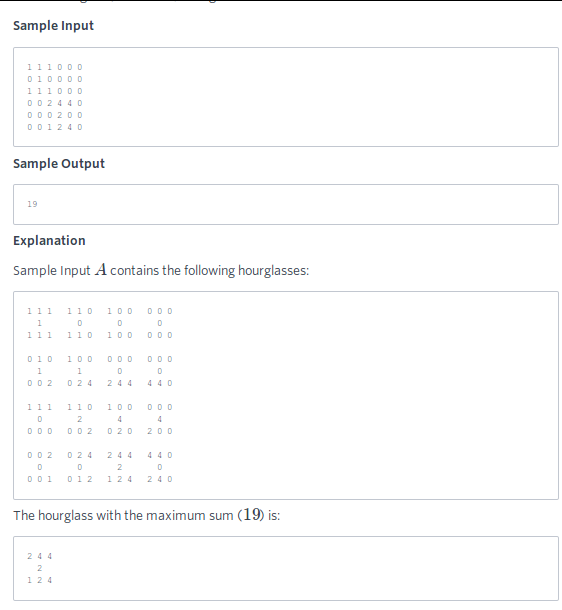 Sample Input
1 1 1 0 0 0
0 1 0 0 0 0
1 1 1 0 0 0
0 0 2 4 4 0
0 0 0 2 0 0
0 0 1 2 4 0
Sample Output
19
Explanation
Sample Input A contains the following hourglasses:
1 1 1   1 1 0   1 0 0   0 0 0
  1       0       0       0
1 1 1   1 1 0   1 0 0   0 0 0
0 1 0   1 0 0   0 0 0   0 0 0
  1       1       0       0
0 0 2   0 2 4   2 4 4   4 4 0
1 1 1   1 1 0   1 0 0   0 0 0
  0       2       4       4
0 0 0   0 0 2   0 2 0   2 0 0
0 0 2   0 2 4   2 4 4   4 4 0
  0       0       2       0
0 0 1   0 1 2   1 2 4   2 4 0
The hourglass with the maximum sum (19) is:
2 4 4
  2
1 2 4